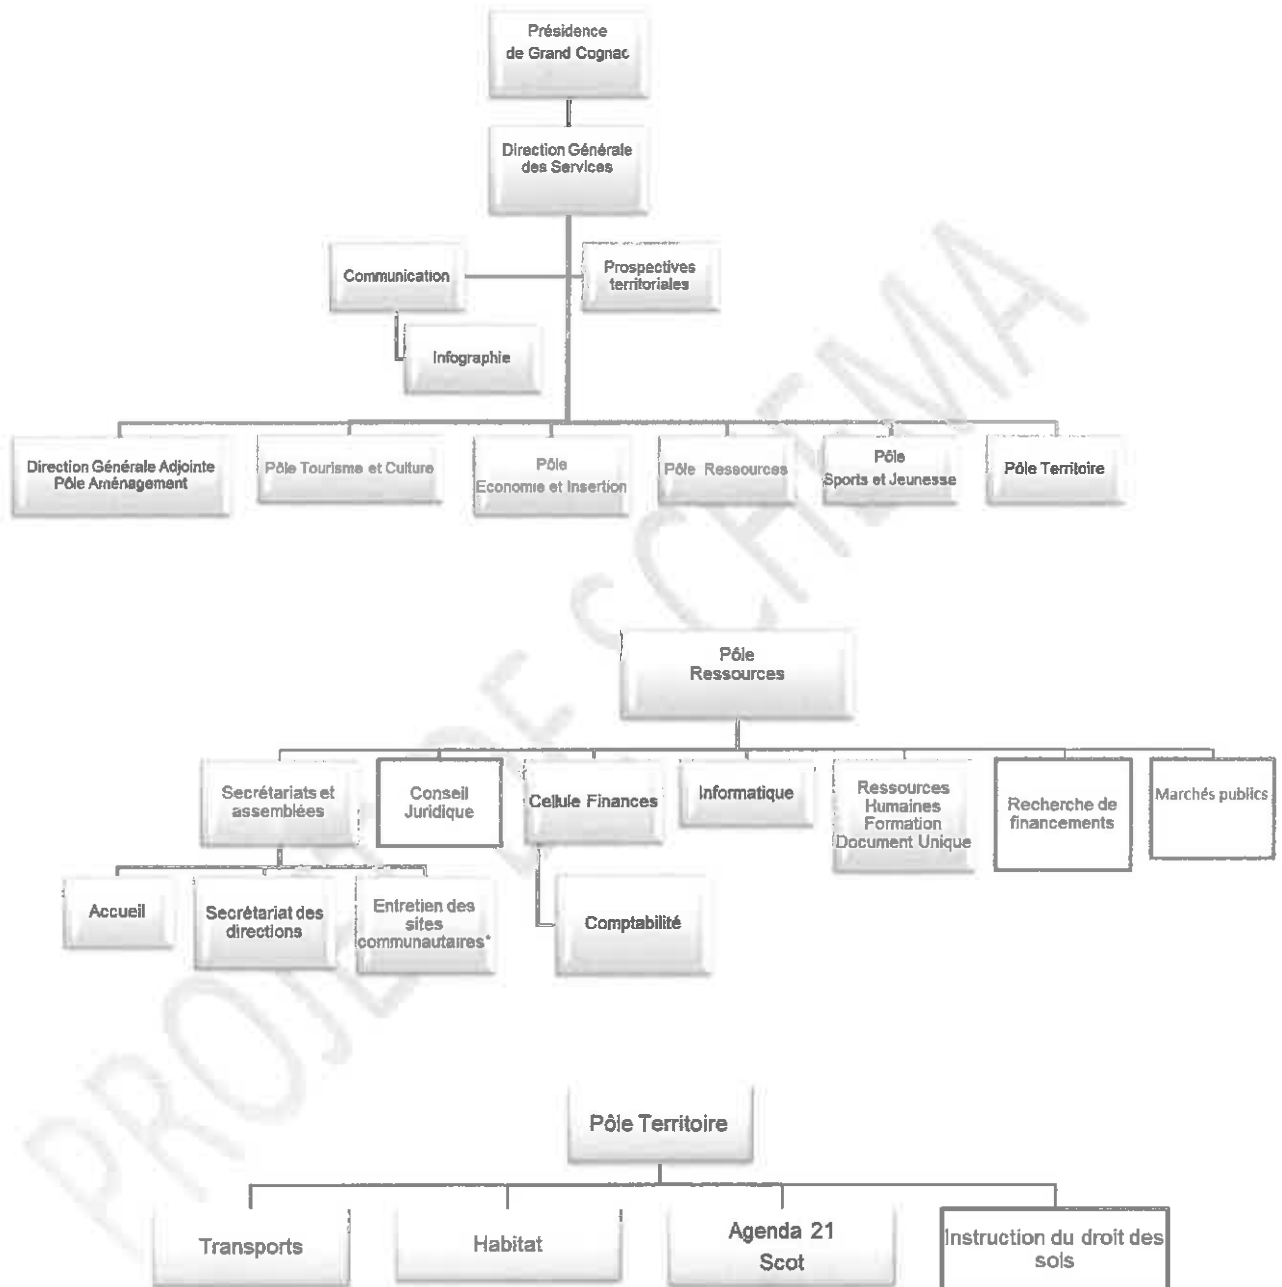 Présidence
de Grand Cognac
Direction Générale
des Services
Communication
Prospectives
territoriales
Infographie
Direction Générale Adjointe
Pôle Aménagement
Pôle Tourisme et Culture
Pôle
Economie et Insertion
Pôle Ressources
Pôle
Sports et Jeunesse
Pôle Territoire
Pôle
Ressources
Secrétariats et
assemblées
Conseil
Juridique
Cellule Finances
Informatique
Ressources
Humaines
Formation
Document Unique
Recherche de
financements
Marchés publics
Accueil
Secrétariat des
directions
Entretien des
sites
communautaires*
Comptabilité
Pôle Territoire
Transports
Habitat
Agenda 21
Scot
Instruction du droit des
sols
PROJET DE SCHEMA